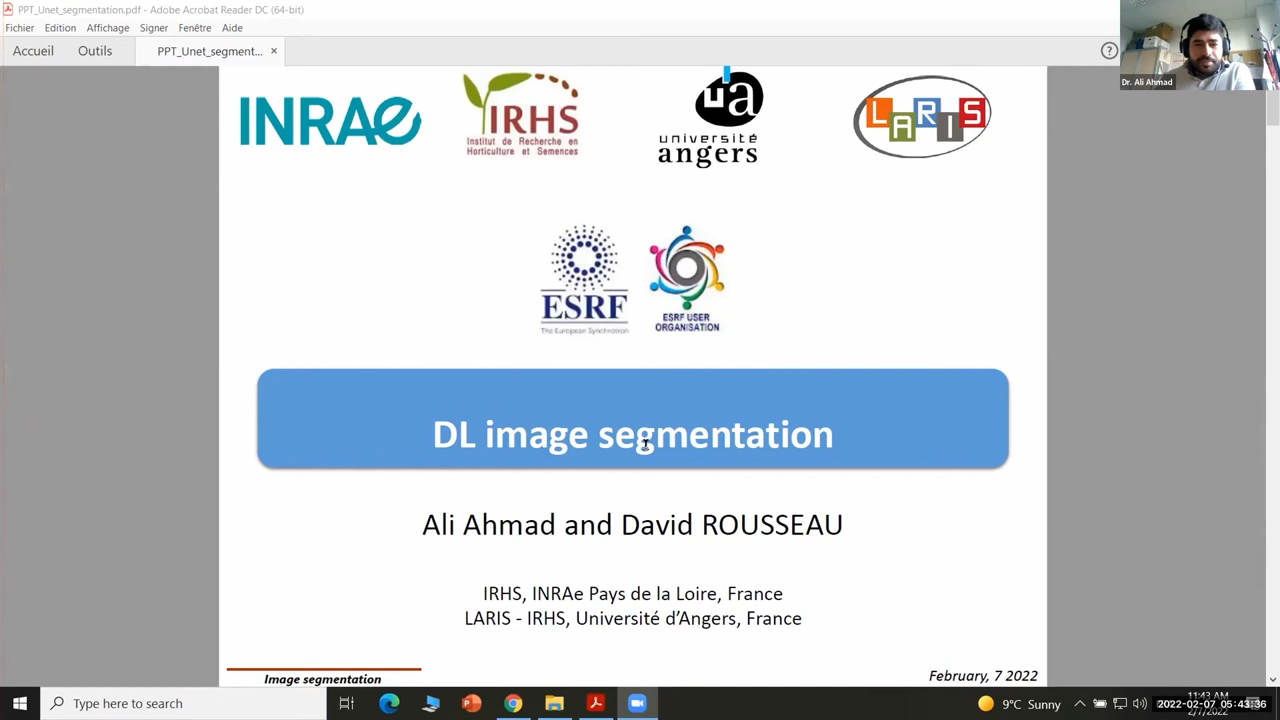 PPT_Unet_segmentation.pdf - Adobe Acrobat Reader DC (64-bit)
Fichier Edition Affichage Signer Fenêtre Aide
Accueil Outils PPT_Unet_segment... ×
Dr. Ali Ahmad
INRAE
IRHS
Institut de Recherche en
Horticulture et Semences
ua
université
angers
LARIS
ESRF
The European Synchrotron
ESRF USER
ORGANISATION
DL image segmentation
Ali Ahmad and David ROUSSEAU
IRHS, INRAe Pays de la Loire, France
LARIS - IRHS, Université d’Angers, France
Image segmentation
February, 7 2022
Type here to search
9°C Sunny
11:43 AM
2022-02-07 05:43:36